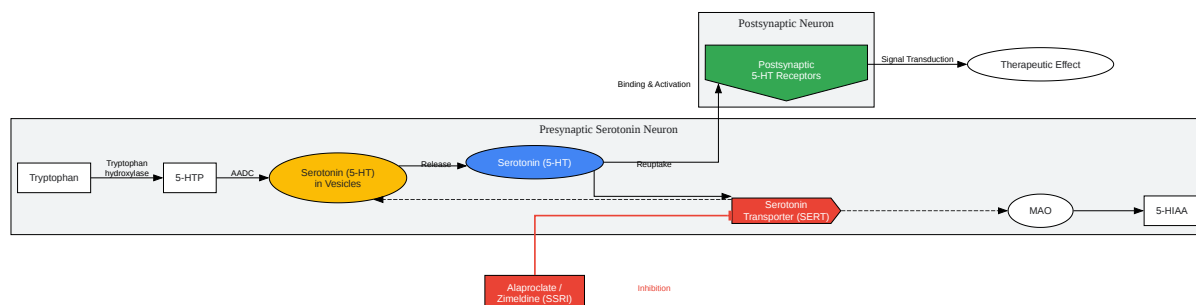 Postsynaptic Neuron
Postsynaptic
5-HT Receptors
Signal Transduction
Therapeutic Effect
Binding & Activation
Presynaptic Serotonin Neuron
Tryptophan
Tryptophan
hydroxylase
5-HTP
AADC
Serotonin (5-HT)
in Vesicles
Release
Serotonin (5-HT)
Reuptake
Serotonin
Transporter (SERT)
MAO
5-HIAA
Alaproclate /
Zimeldine (SSRI)
Inhibition